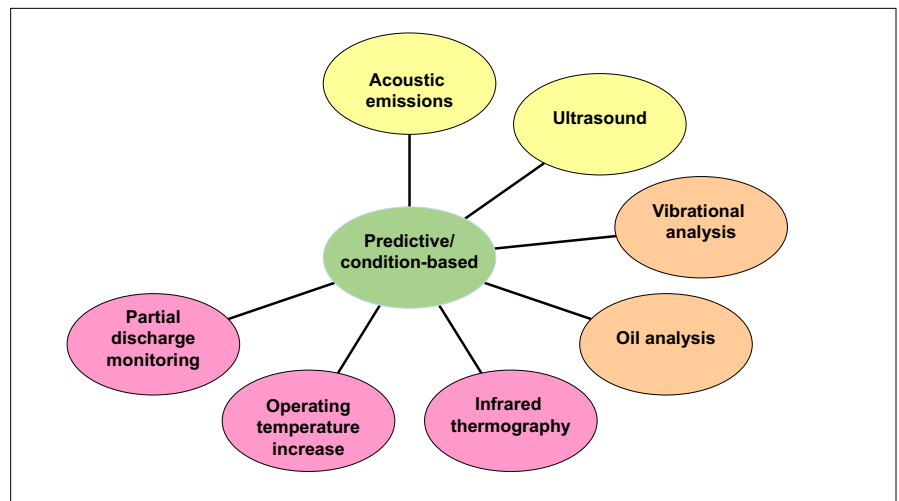 Acoustic
emissions
Ultrasound
Vibrational
analysis
Predictive/
condition-based
Partial
discharge
monitoring
Oil analysis
Operating
temperature
increase
Infrared
thermography